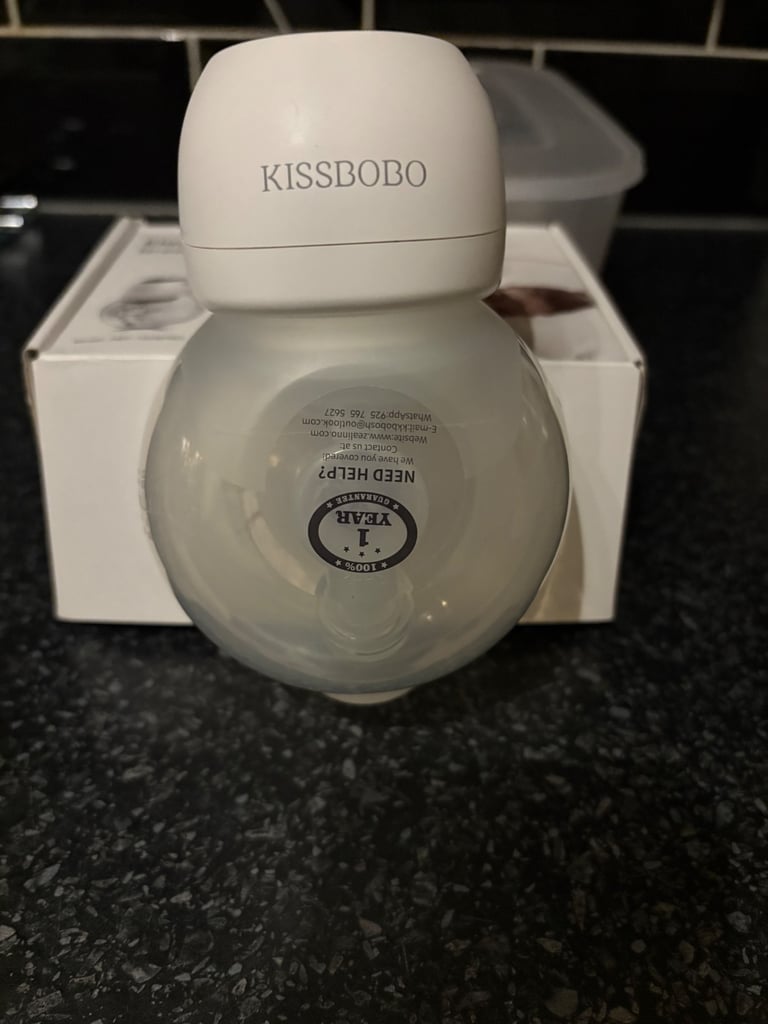 KISSBOBO
100%
1
YEAR
GUARANTEE
NEED HELP?
We have you covered!
Contact us at:
Website:www.zealinno.com
E-mail:kkbobosh@outlook.com
WhatsApp:925 765 5627